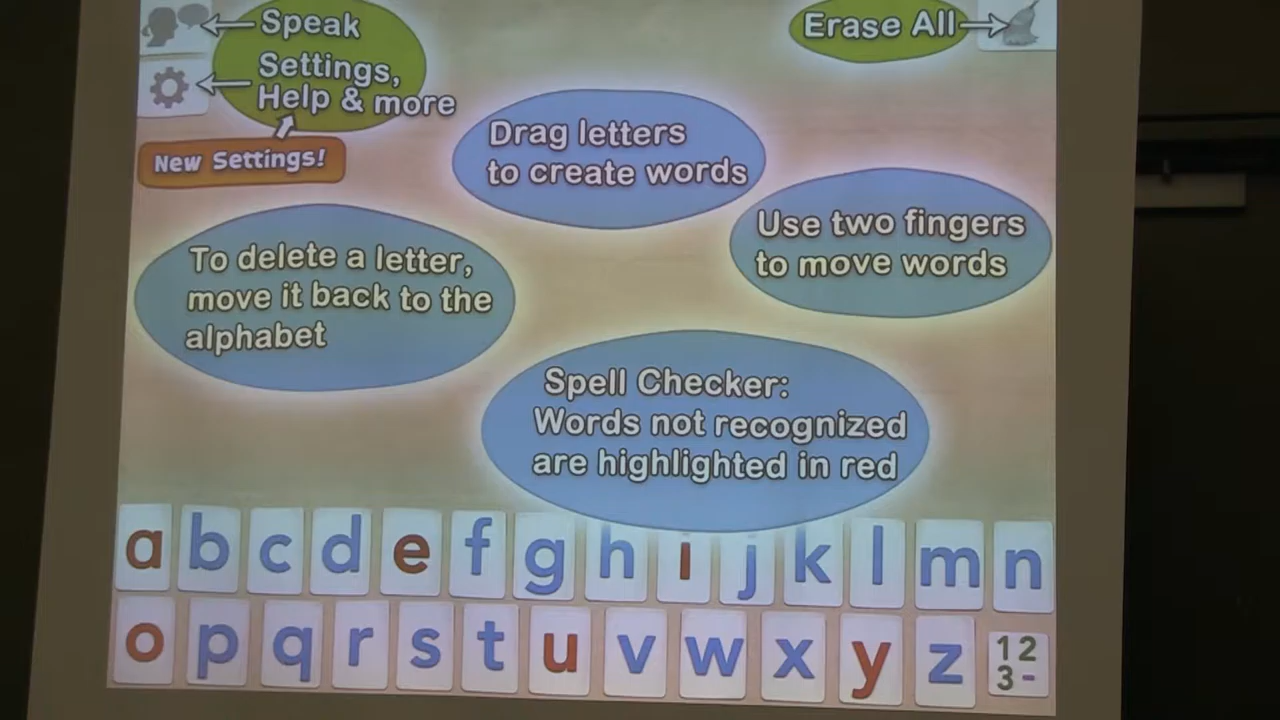 Speak
Settings,
Help & more
New Settings!
Erase All
Drag letters
to create words
Use two fingers
to move words
To delete a letter,
move it back to the
alphabet
Spell Checker:
Words not recognized
are highlighted in red
a b c d e f g h i j k l m n
o p q r s t u v w x y z 12
3-